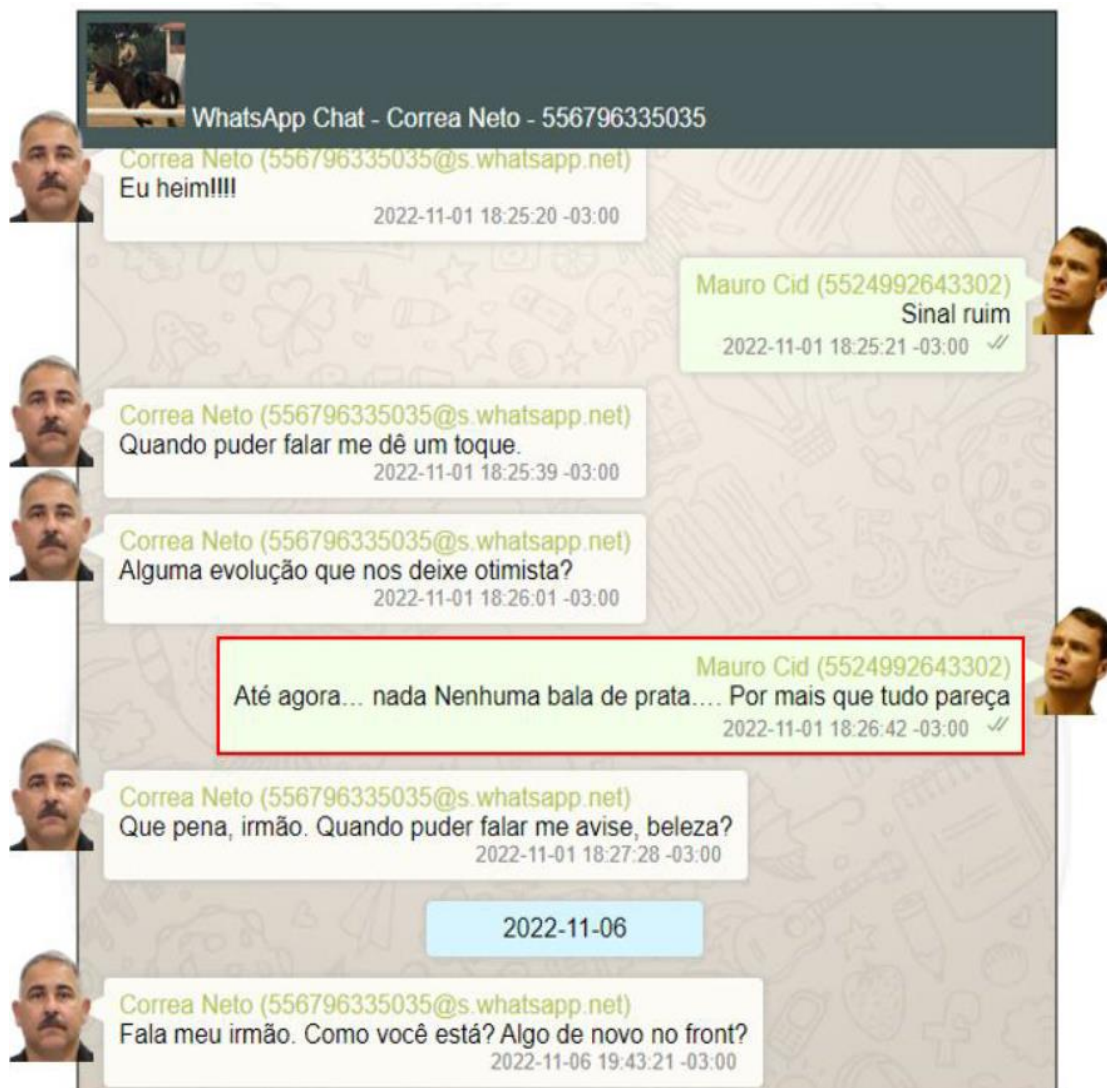 WhatsApp Chat - Correa Neto - 556796335035
Correa Neto (556796335035@s.whatsapp.net)
Eu heim!!!!
2022-11-01 18:25:20 -03:00
Mauro Cid (5524992643302)
Sinal ruim
2022-11-01 18:25:21 -03:00
Correa Neto (556796335035@s.whatsapp.net)
Quando puder falar me dê um toque.
2022-11-01 18:25:39 -03:00
Correa Neto (556796335035@s.whatsapp.net)
Alguma evolução que nos deixe otimista?
2022-11-01 18:26:01 -03:00
Mauro Cid (5524992643302)
Até agora... nada Nenhuma bala de prata.... Por mais que tudo pareça
2022-11-01 18:26:42 -03:00
Correa Neto (556796335035@s.whatsapp.net)
Que pena, irmão. Quando puder falar me avise, beleza?
2022-11-01 18:27:28 -03:00
2022-11-06
Correa Neto (556796335035@s.whatsapp.net)
Fala meu irmão. Como você está? Algo de novo no front?
2022-11-06 19:43:21 -03:00